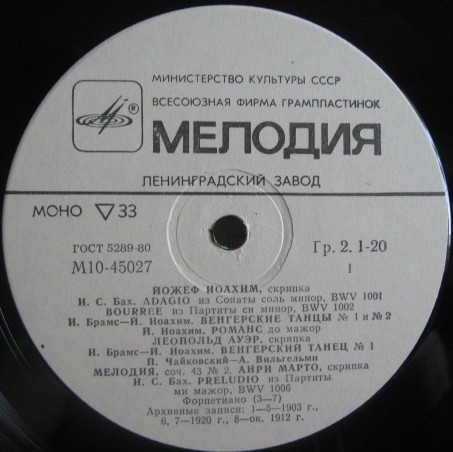 МИНИСТЕРСТВО КУЛЬТУРЫ СССР
ВСЕСОЮЗНАЯ ФИРМА ГРАМПЛАСТИНОК
МЕЛОДИЯ
ЛЕНИНГРАДСКИЙ ЗАВОД
МОНО ▽ 33
ГОСТ 5289-80
М10-45027
Гр. 2. 1-20
1
ЙОЖЕФ ИОАХИМ, скрипка
И. С. Бах. ADAGIO из Сонаты соль минор, BWV 1001
BOURREE из Партиты си минор, BWV 1002
И. Брамс—Й. Иоахим. ВЕНГЕРСКИЕ ТАНЦЫ № 1 и № 2
Й. Иоахим. РОМАНС до мажор
ЛЕОПОЛЬД АУЭР, скрипка
И. Брамс—Й. Иоахим. ВЕНГЕРСКИЙ ТАНЕЦ № 1
П. Чайковский—А. Вильгельми
МЕЛОДИЯ, соч. 43 № 2. АНРИ МАРТО, скрипка
И. С. Бах. PRELUDIO из Партиты
ми мажор, BWV 1006
Фортепиано (3—7)
Архивные записи: 1—5—1903 г.,
6, 7—1920 г., 8—ок. 1912 г.